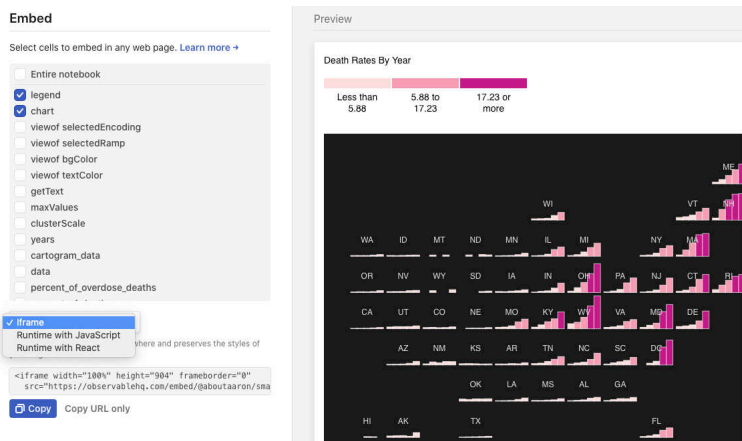 Embed
Select cells to embed in any web page. Learn more →
Entire notebook
legend
chart
viewof selectedEncoding
viewof selectedRamp
viewof bgColor
viewof textColor
getText
maxValues
clusterScale
years
cartogram_data
data
percent_of_overdose_deaths
Iframe
Runtime with JavaScript
Runtime with React
where and preserves the styles of
<iframe width="100%" height="904" frameborder="0"
src="https://observablehq.com/embed/@aboutaaron/sma
Copy
Copy URL only
Preview
Death Rates By Year
Less than 5.88
5.88 to 17.23
17.23 or more
ME
WI VT NH
WA ID MT ND MN IL MI NY MA
OR NV WY SD IA IN OH PA NJ CT RI
CA UT CO NE MO KY WV VA MD DE
AZ NM KS AR TN NC SC DC
OK LA MS AL GA
HI AK TX FL